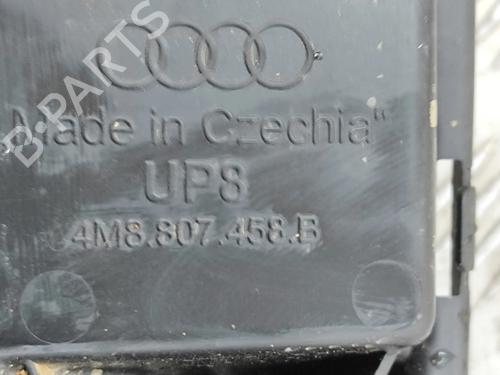 B-PARTS
Made in Czechia"
UP8
4M8.807.458.B